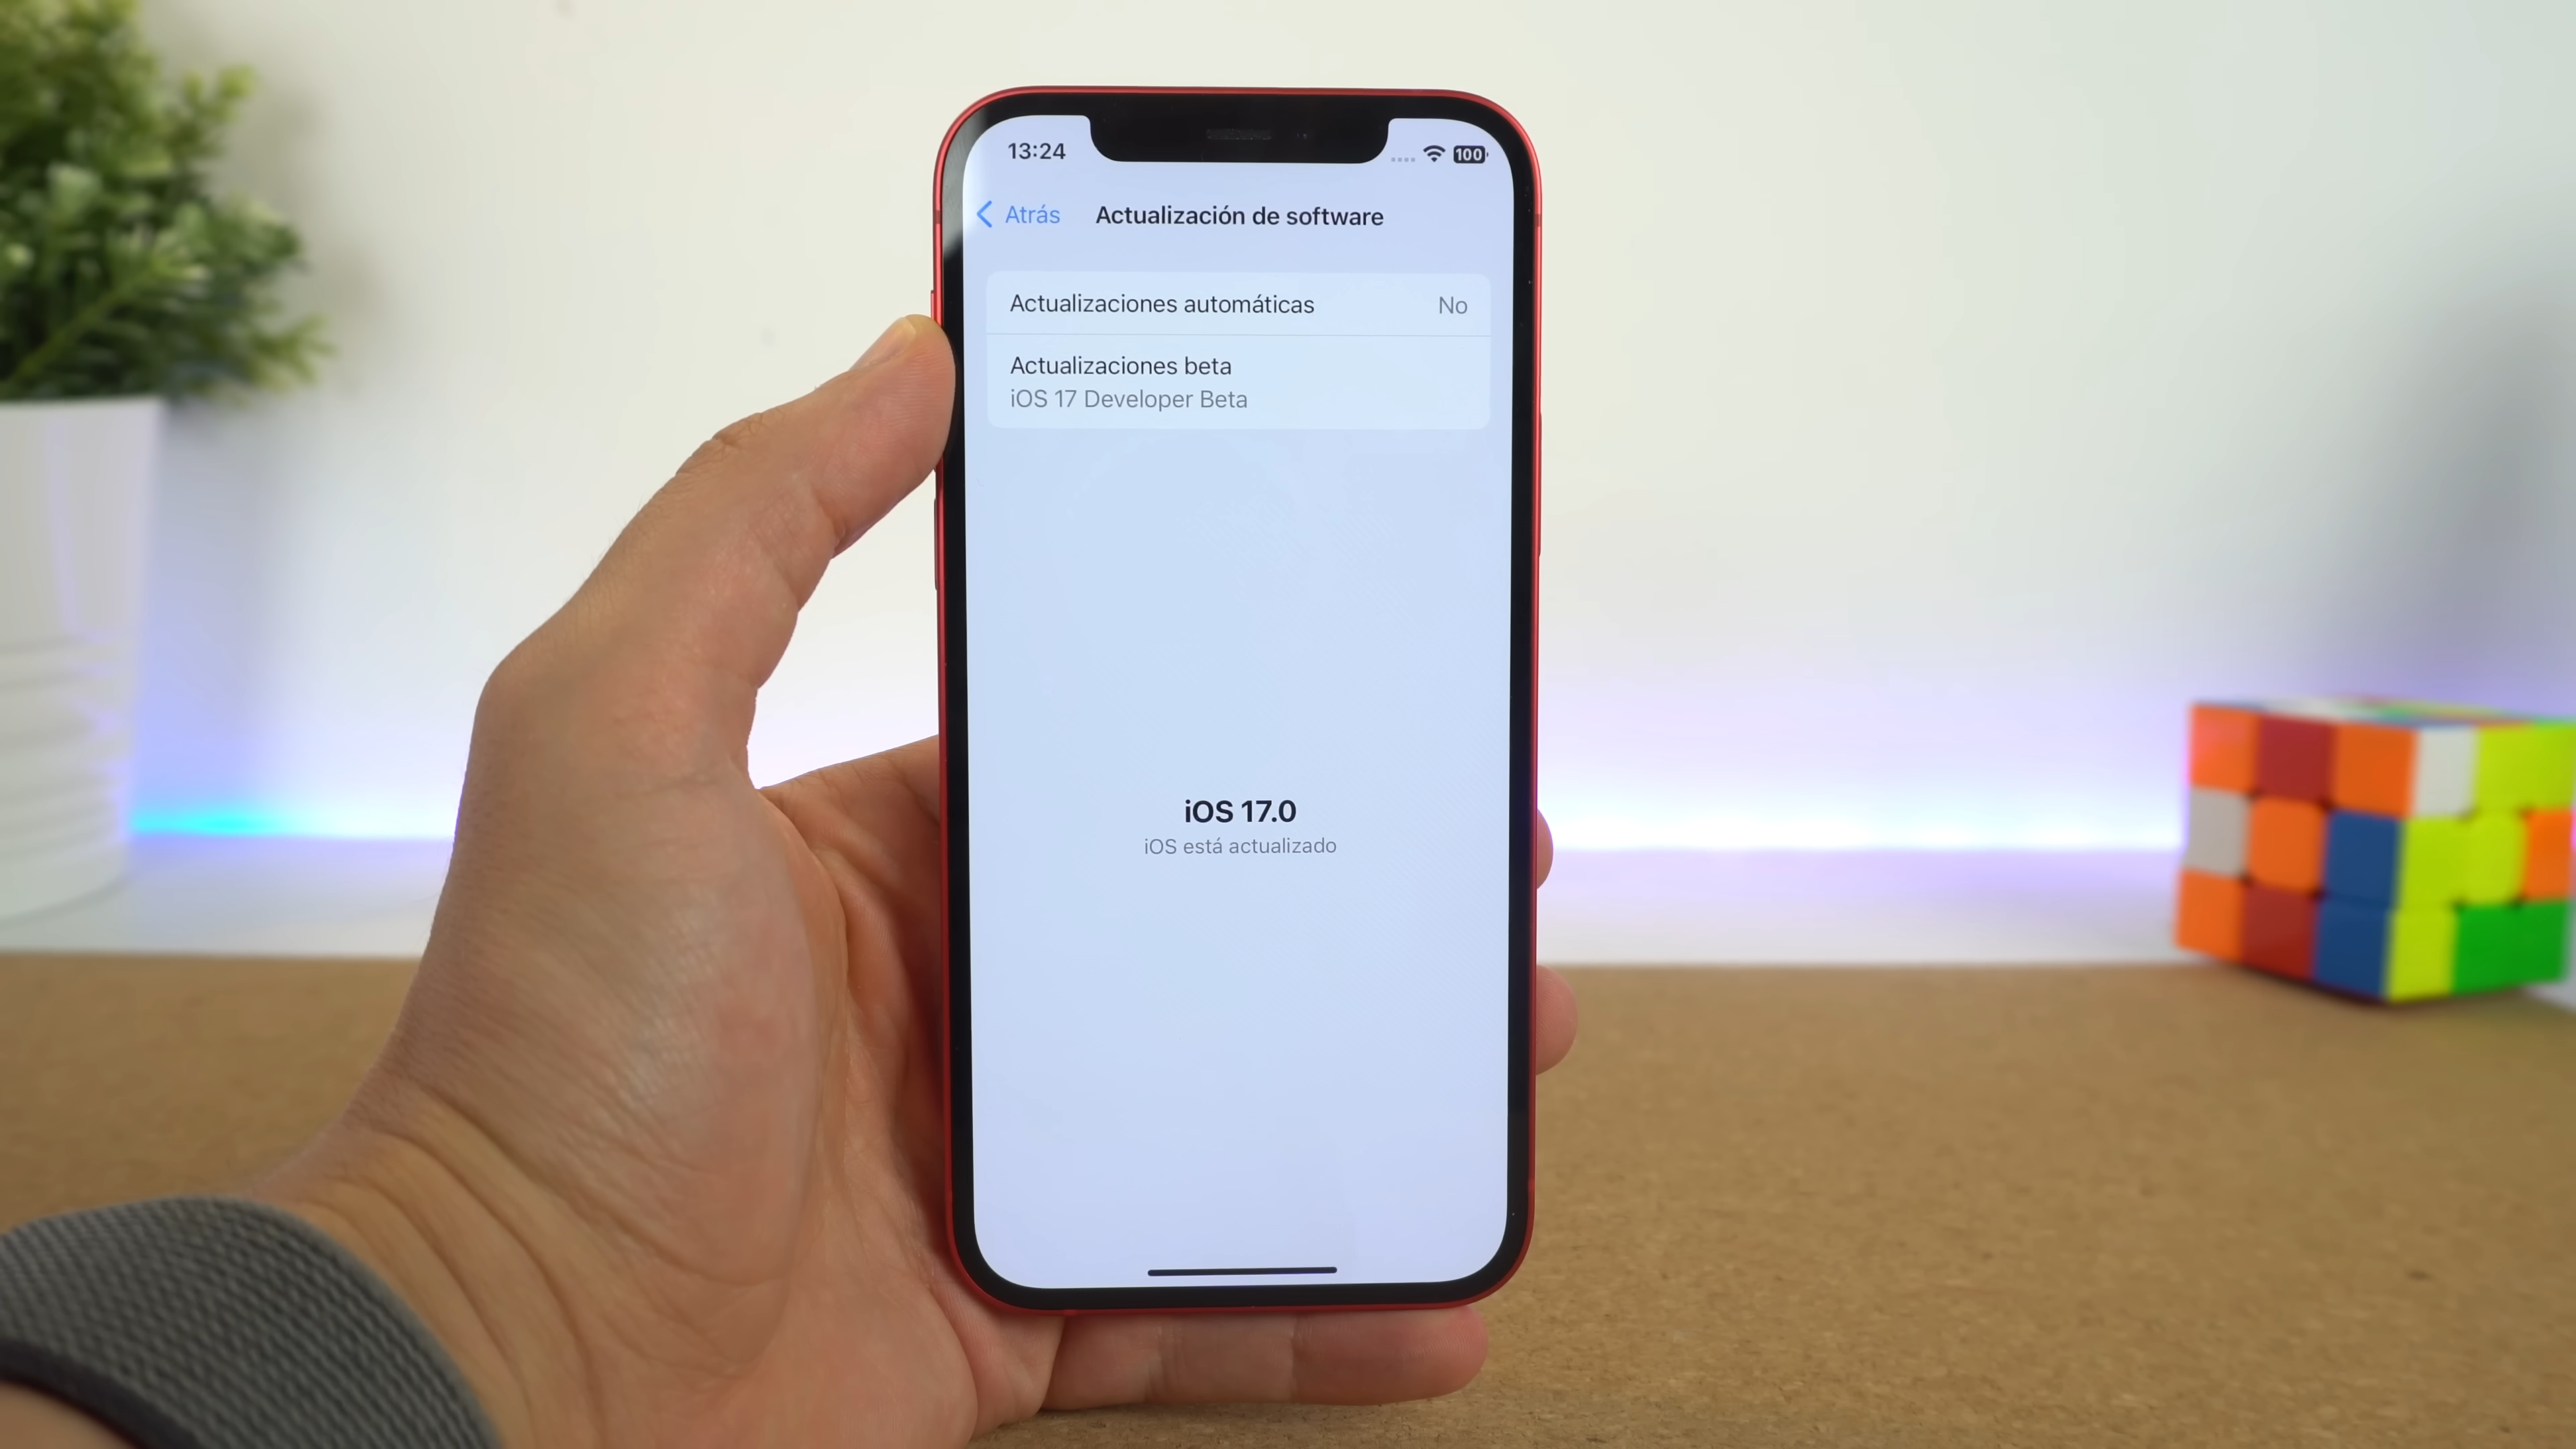 13:24
100
Atrás
Actualización de software
Actualizaciones automáticas No
Actualizaciones beta
iOS 17 Developer Beta
iOS 17.0
iOS está actualizado